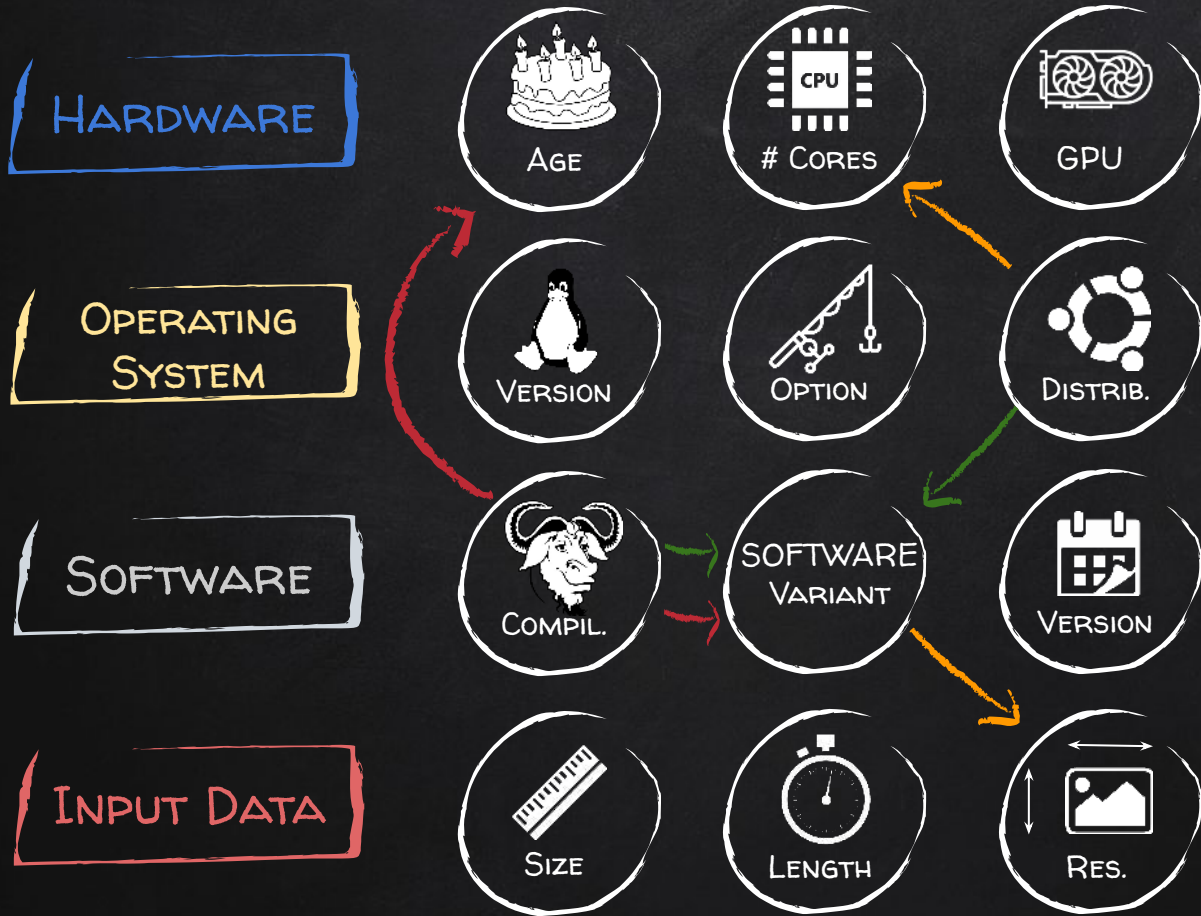 HARDWARE
AGE
CPU
# CORES
GPU
OPERATING
SYSTEM
VERSION
OPTION
DISTRIB.
SOFTWARE
COMPIL.
SOFTWARE
VARIANT
VERSION
INPUT DATA
SIZE
LENGTH
RES.